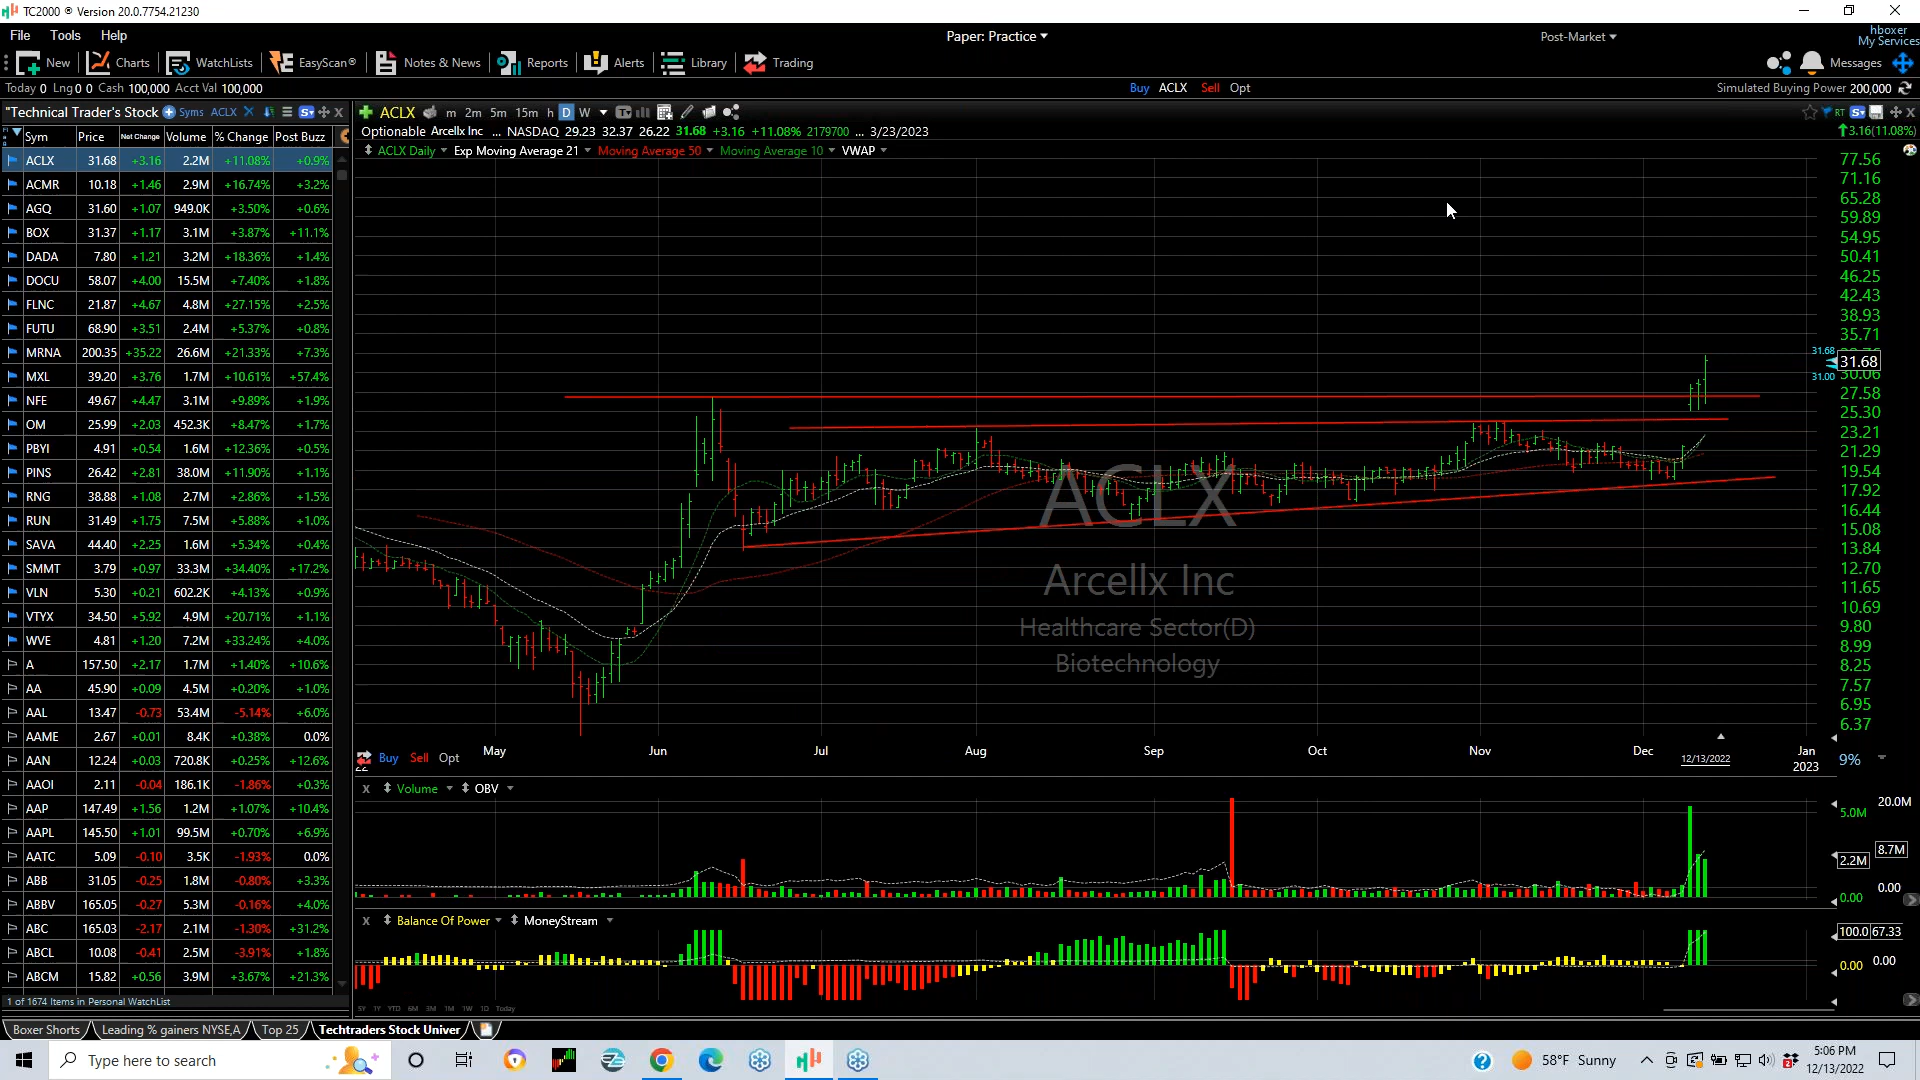 TC2000 ® Version 20.0.7754.21230
File Tools Help
Paper: Practice
Post-Market
hboxer
My Services
New Charts WatchLists EasyScan® Notes & News Reports Alerts Library Trading
Messages
Today 0 Lng 0 0 Cash 100,000 Acct Val 100,000
Buy ACLX Sell Opt
Simulated Buying Power 200,000
"Technical Trader's Stock Syms ACLX
ACLX m 2m 5m 15m h D W
RT
Sym Price Net Change Volume % Change Post Buzz
Optionable Arcellx Inc ... NASDAQ 29.23 32.37 26.22 31.68 +3.16 +11.08% 2179700 ... 3/23/2023
3.16(11.08%)
ACLX Daily Exp Moving Average 21 Moving Average 50 Moving Average 10 VWAP
ACLX 31.68 +3.16 2.2M +11.08% +0.9%
ACMR 10.18 +1.46 2.9M +16.74% +3.2%
AGQ 31.60 +1.07 949.0K +3.50% +0.6%
BOX 31.37 +1.17 3.1M +3.87% +11.1%
DADA 7.80 +1.21 3.2M +18.36% +1.4%
DOCU 58.07 +4.00 15.5M +7.40% +1.8%
FLNC 21.87 +4.67 4.8M +27.15% +2.5%
FUTU 68.90 +3.51 2.4M +5.37% +0.8%
MRNA 200.35 +35.22 26.6M +21.33% +7.3%
MXL 39.20 +3.76 1.7M +10.61% +57.4%
NFE 49.67 +4.47 3.1M +9.89% +1.9%
OM 25.99 +2.03 452.3K +8.47% +1.7%
PBYI 4.91 +0.54 1.6M +12.36% +0.5%
PINS 26.42 +2.81 38.0M +11.90% +1.1%
RNG 38.88 +1.08 2.7M +2.86% +1.5%
RUN 31.49 +1.75 7.5M +5.88% +1.0%
SAVA 44.40 +2.25 1.6M +5.34% +0.4%
SMMT 3.79 +0.97 33.3M +34.40% +17.2%
VLN 5.30 +0.21 602.2K +4.13% +0.9%
VTYX 34.50 +5.92 4.9M +20.71% +1.1%
WVE 4.81 +1.20 7.2M +33.24% +4.0%
A 157.50 +2.17 1.7M +1.40% +10.6%
AA 45.90 +0.09 4.5M +0.20% +1.0%
AAL 13.47 -0.73 53.4M -5.14% +6.0%
AAME 2.67 +0.01 8.4K +0.38% 0.0%
AAN 12.24 +0.03 720.8K +0.25% +12.6%
AAOI 2.11 -0.04 186.1K -1.86% +0.3%
AAP 147.49 +1.56 1.2M +1.07% +10.4%
AAPL 145.50 +1.01 99.5M +0.70% +6.9%
AATC 5.09 -0.10 3.5K -1.93% 0.0%
ABB 31.05 -0.25 1.8M -0.80% +3.3%
ABBV 165.05 -0.27 5.3M -0.16% +4.0%
ABC 165.03 -2.17 2.1M -1.30% +31.2%
ABCL 10.08 -0.41 2.5M -3.91% +1.8%
ABCM 15.82 +0.56 3.9M +3.67% +21.3%
1 of 1674 Items in Personal WatchList
77.56
71.16
65.28
59.89
54.95
50.41
46.25
42.43
38.93
35.71
31.68 31.68
31.00 30.06
27.58
25.30
23.21
21.29
19.54
17.92
16.44
15.08
13.84
12.70
11.65
10.69
9.80
8.99
8.25
7.57
6.95
6.37
ACLX
Arcellx Inc
Healthcare Sector(D)
Biotechnology
May Jun Jul Aug Sep Oct Nov Dec Jan
Buy Sell Opt
22
12/13/2022
2023
9%
X Volume OBV
20.0M
5.0M
8.7M
2.2M
0.00
0.00
X Balance Of Power MoneyStream
100.0 67.33
0.00 0.00
5Y 1Y YTD 6M 3M 1M 1W 1D Today
Boxer Shorts Leading % gainers NYSE,A Top 25 Techtraders Stock Univer
Type here to search
58°F Sunny
5:06 PM
12/13/2022